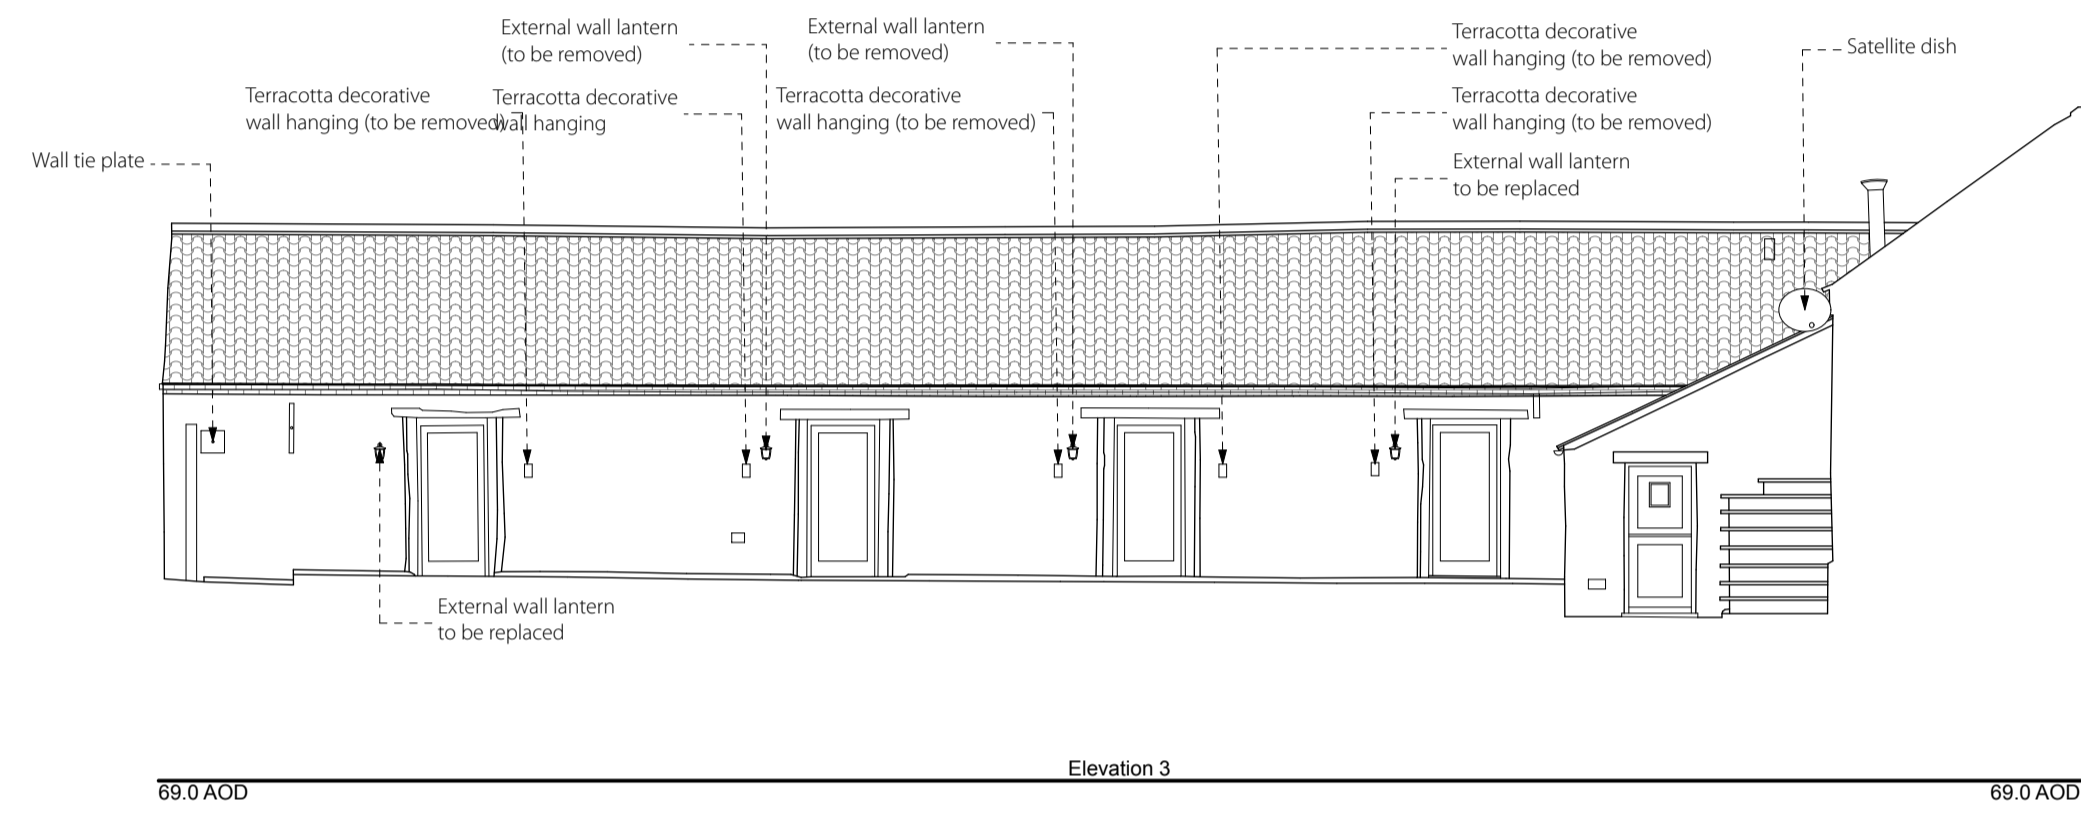 External wall lantern
(to be removed)
External wall lantern
(to be removed)
Terracotta decorative
wall hanging (to be removed)
Satellite dish
Terracotta decorative
wall hanging (to be removed)
Terracotta decorative
wall hanging
Terracotta decorative
wall hanging (to be removed)
Terracotta decorative
wall hanging (to be removed)
Wall tie plate
External wall lantern
to be replaced
External wall lantern
to be replaced
Elevation 3
69.0 AOD
69.0 AOD